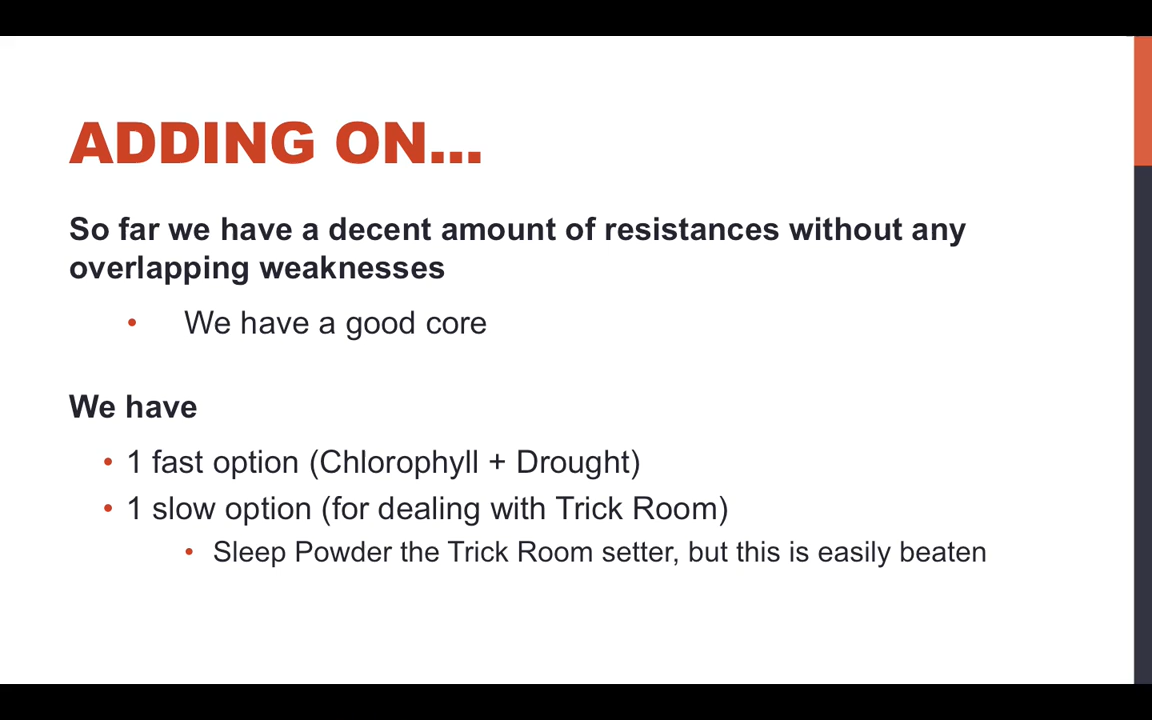 ADDING ON...
So far we have a decent amount of resistances without any
overlapping weaknesses
• We have a good core
We have
• 1 fast option (Chlorophyll + Drought)
• 1 slow option (for dealing with Trick Room)
• Sleep Powder the Trick Room setter, but this is easily beaten